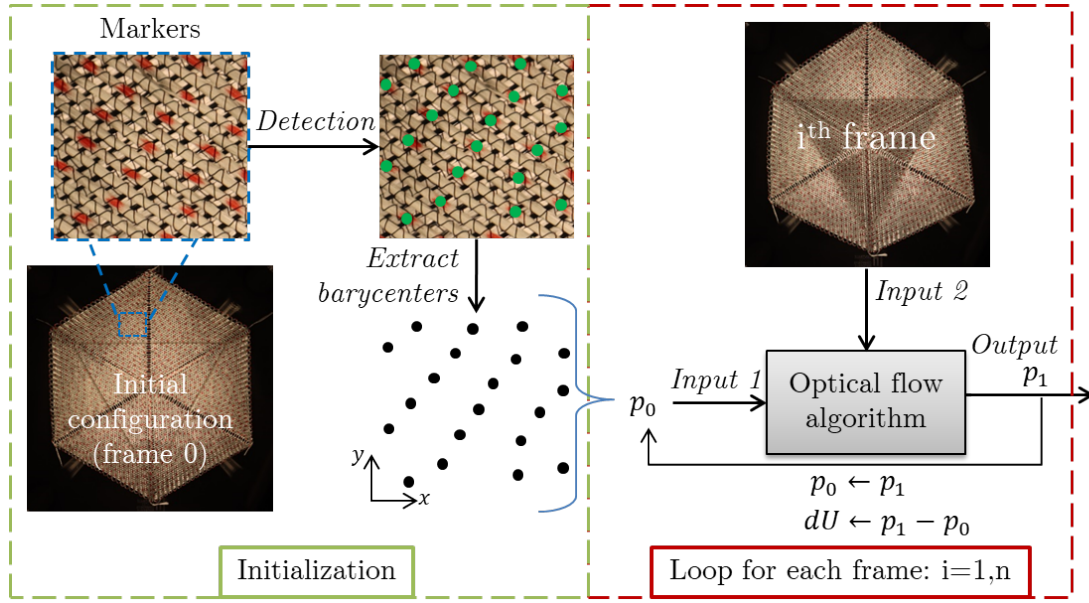 Markers
Detection
Extract
barycenters
Initial
configuration
(frame 0)
y
x
Initialization
iᵗʰ frame
Input 2
p₀
Input 1
Optical flow
algorithm
Output
p₁
p₀ ← p₁
dU ← p₁ − p₀
Loop for each frame: i=1,n